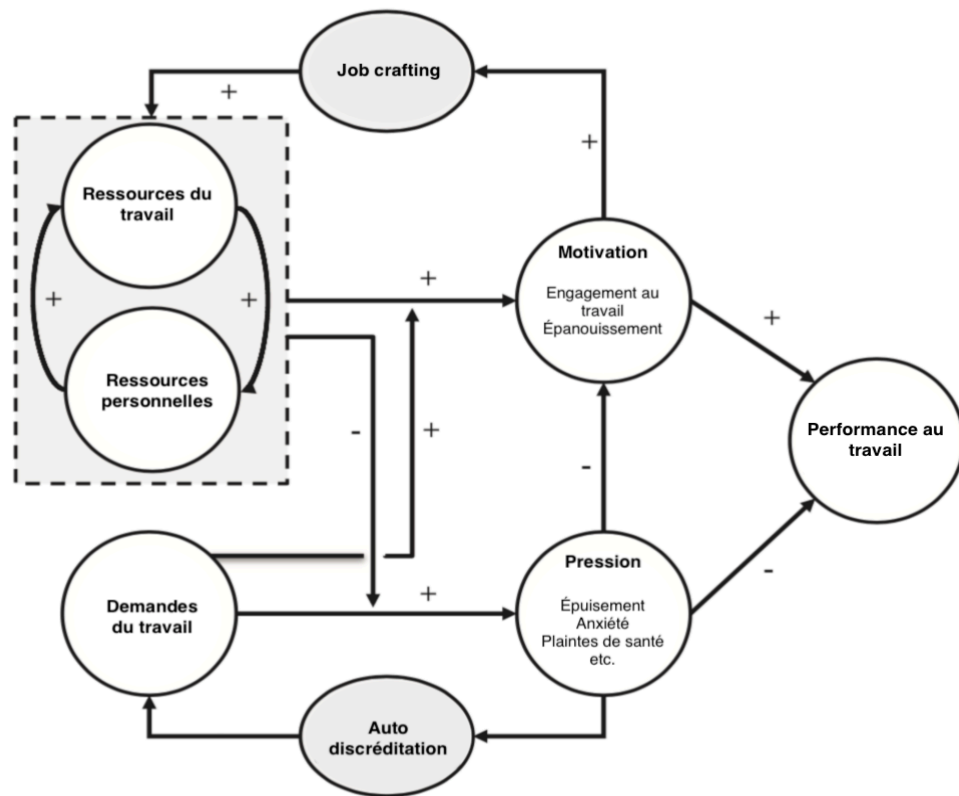 Job crafting
+
+
Ressources du
travail
+
+
Ressources
personnelles
+
-
+
Motivation
Engagement au
travail
Épanouissement
+
-
Performance au
travail
-
Demandes
du travail
+
Pression
Épuisement
Anxiété
Plaintes de santé
etc.
Auto
discréditation